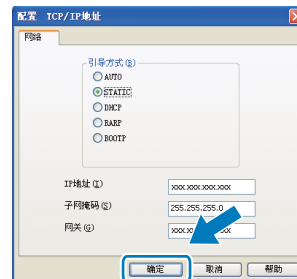 配置 TCP/IP地址
网络
引导方式(B)
AUTO
STATIC
DHCP
RARP
BOOTP
IP地址(I) xxx.xxx.xxx.xxx
子网掩码(S) 255.255.255.0
网关(G)
确定 取消 帮助